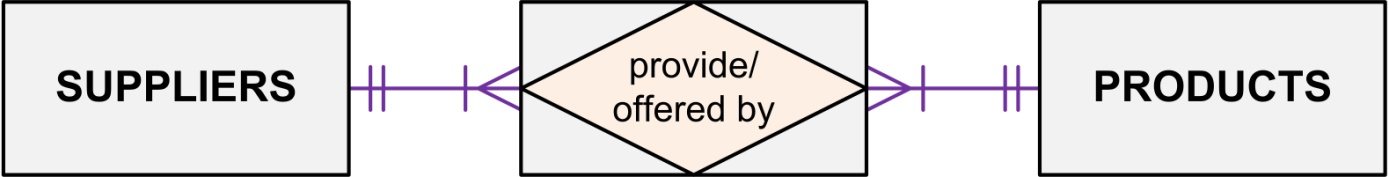 SUPPLIERS
provide/
offered by
PRODUCTS